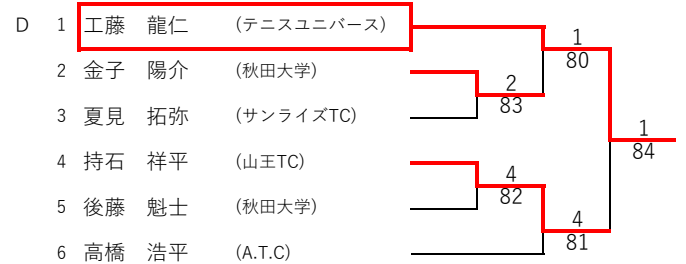 D 1 工藤 龍仁 (テニスユニバース)
1
80
2 金子 陽介 (秋田大学)
2
83
3 夏見 拓弥 (サンライズTC)
1
84
4 持石 祥平 (山王TC)
4
82
5 後藤 魁士 (秋田大学)
4
81
6 高橋 浩平 (A.T.C)